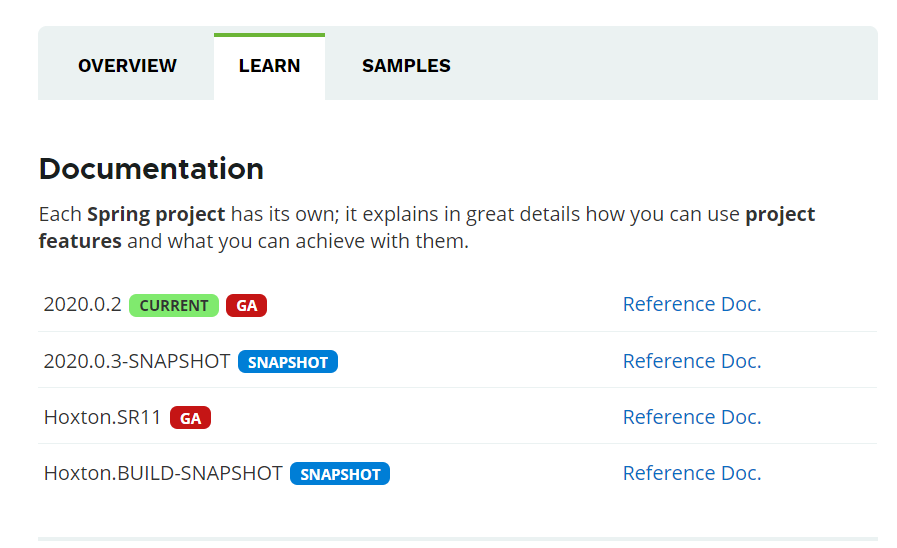 OVERVIEW LEARN SAMPLES
Documentation
Each Spring project has its own; it explains in great details how you can use project
features and what you can achieve with them.
2020.0.2 CURRENT GA Reference Doc.
2020.0.3-SNAPSHOT SNAPSHOT Reference Doc.
Hoxton.SR11 GA Reference Doc.
Hoxton.BUILD-SNAPSHOT SNAPSHOT Reference Doc.